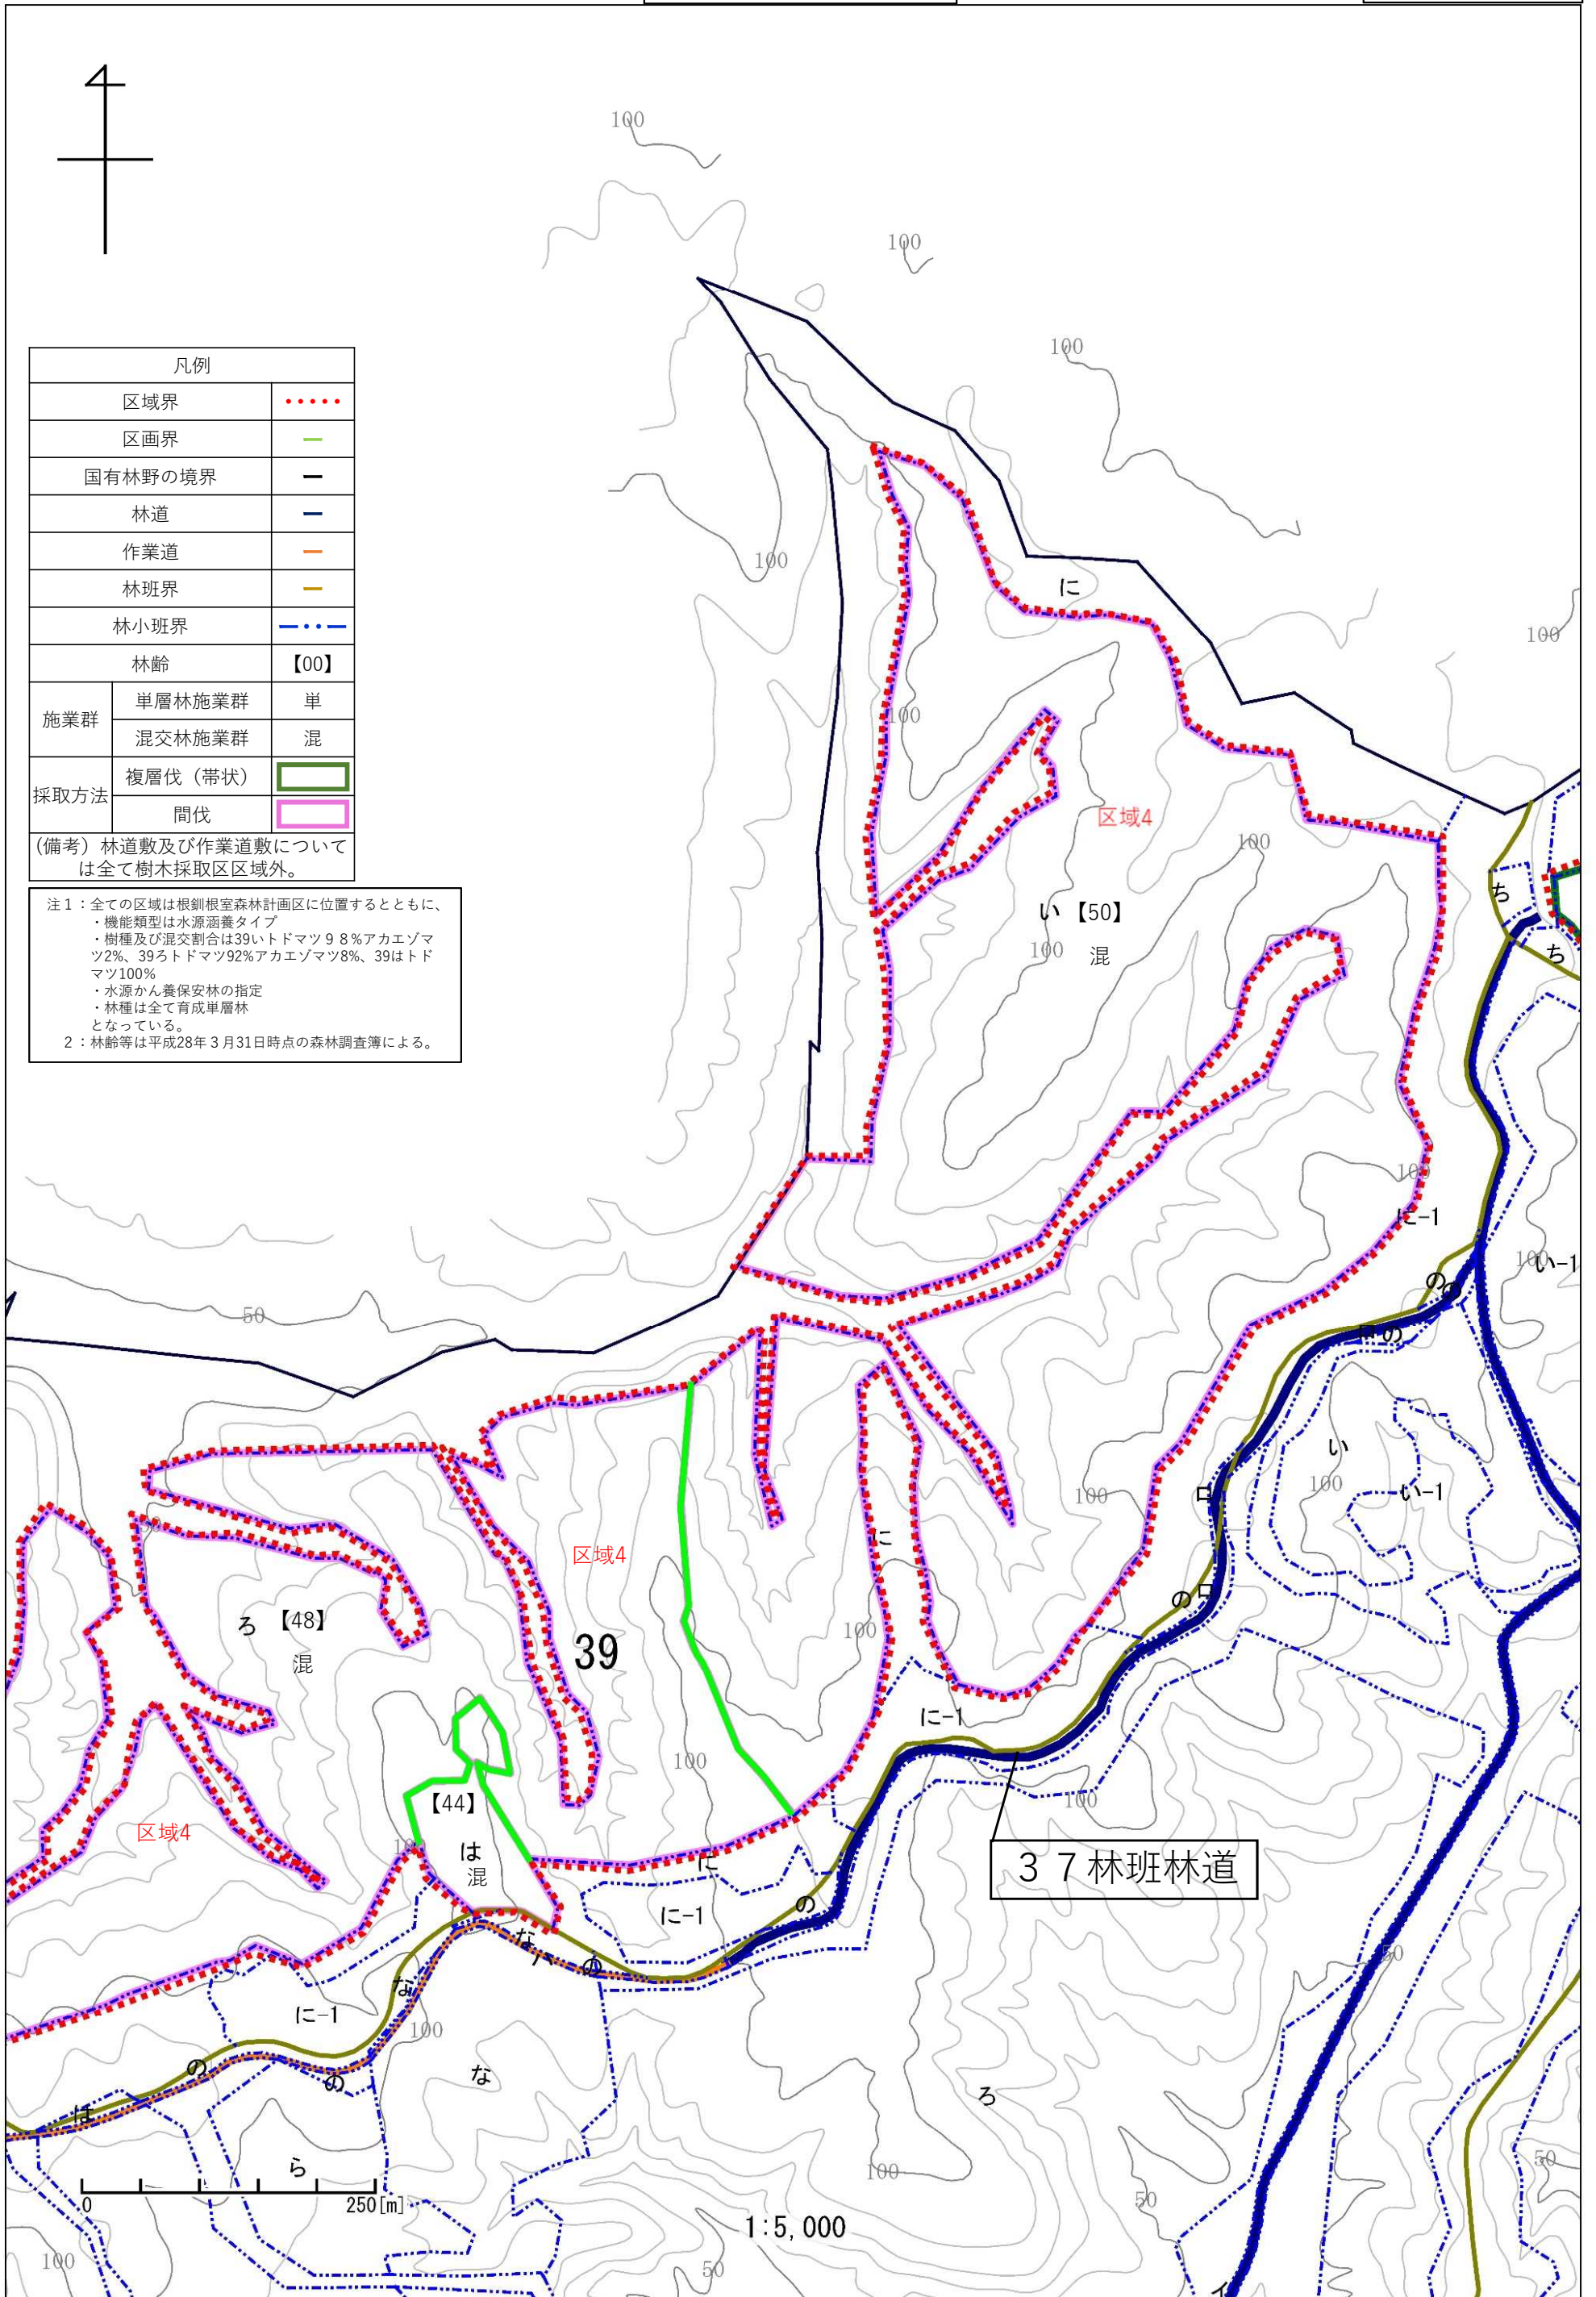 凡例
区域界
区画界
国有林野の境界
林道
作業道
林班界
林小班界
林齢 【00】
施業群 単層林施業群 単
混交林施業群 混
採取方法 複層伐（帯状）
間伐
(備考) 林道敷及び作業道敷について
は全て樹木採取区区域外。
注1：全ての区域は根釧根室森林計画区に位置するとともに、
・機能類型は水源涵養タイプ
・樹種及び混交割合は39いトドマツ９８%アカエゾマ
ツ2%、39ろトドマツ92%アカエゾマツ8%、39はトド
マツ100%
・水源かん養保安林の指定
・林種は全て育成単層林
となっている。
2：林齢等は平成28年３月31日時点の森林調査簿による。
100
100
100
100
に
100
100
区域4
100
ち
い 【50】
100
混
ち
100
に-1
100
い-1
50
の
の
ロの
い
100
100
い-1
ロ
50
に
区域4
のロ
ろ 【48】
混
39
100
に-1
100
100
【44】
区域4
100
は
混
に
３７林班林道
に-1
の
な
ハ
の
50
な
に-1
100
の
の
な
ろ
は
ら
100
50
50
0
250[m]
1:5,000
100
50
イ